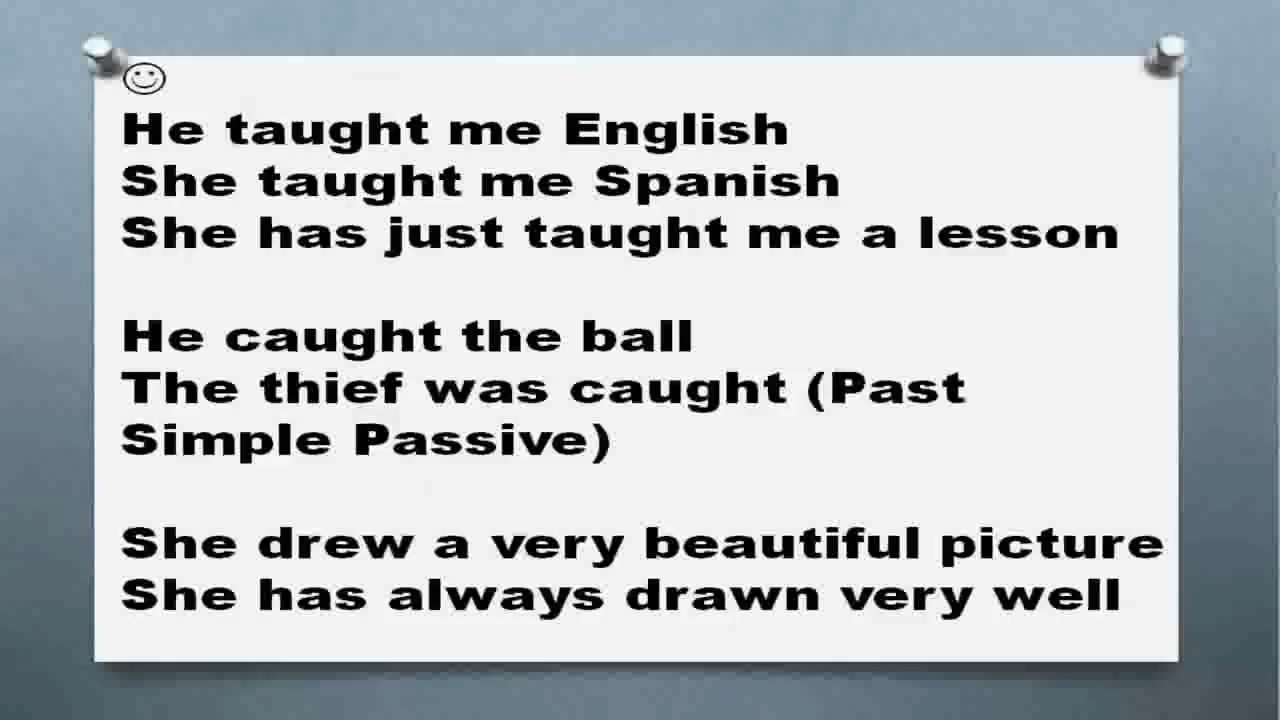 He taught me English
She taught me Spanish
She has just taught me a lesson
He caught the ball
The thief was caught (Past
Simple Passive)
She drew a very beautiful picture
She has always drawn very well